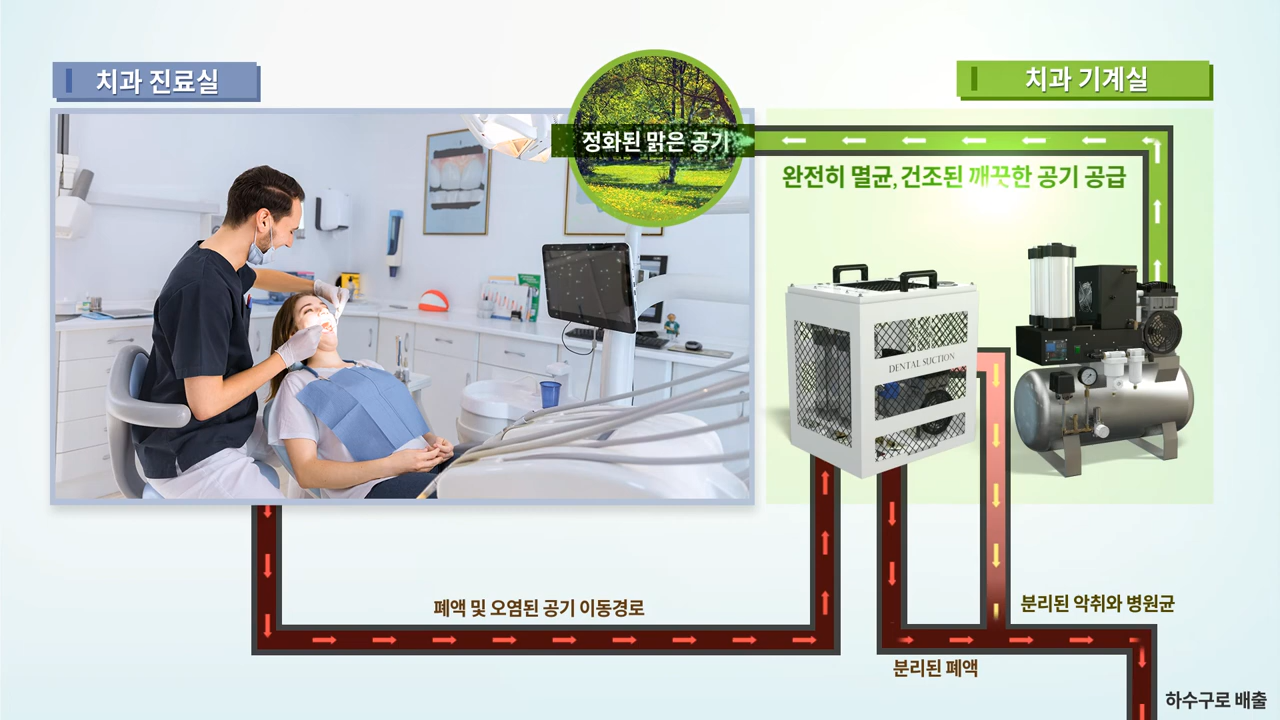 치과 진료실
치과 기계실
정화된 맑은 공기
완전히 멸균, 건조된 깨끗한 공기 공급
DENTAL SUCTION
폐액 및 오염된 공기 이동경로
분리된 악취와 병원균
분리된 폐액
하수구로 배출